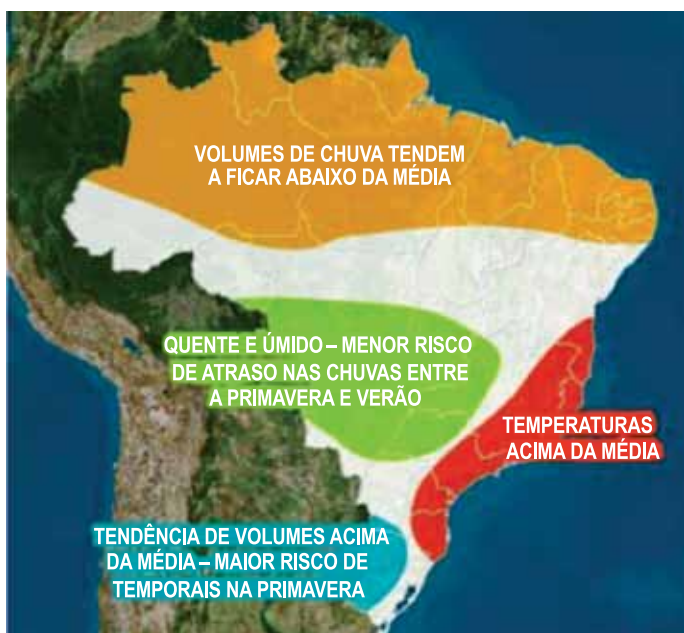 VOLUMES DE CHUVA TENDEM
A FICAR ABAIXO DA MÉDIA
QUENTE E ÚMIDO – MENOR RISCO
DE ATRASO NAS CHUVAS ENTRE
A PRIMAVERA E VERÃO
TEMPERATURAS
ACIMA DA MÉDIA
TENDÊNCIA DE VOLUMES ACIMA
DA MÉDIA – MAIOR RISCO DE
TEMPORAIS NA PRIMAVERA